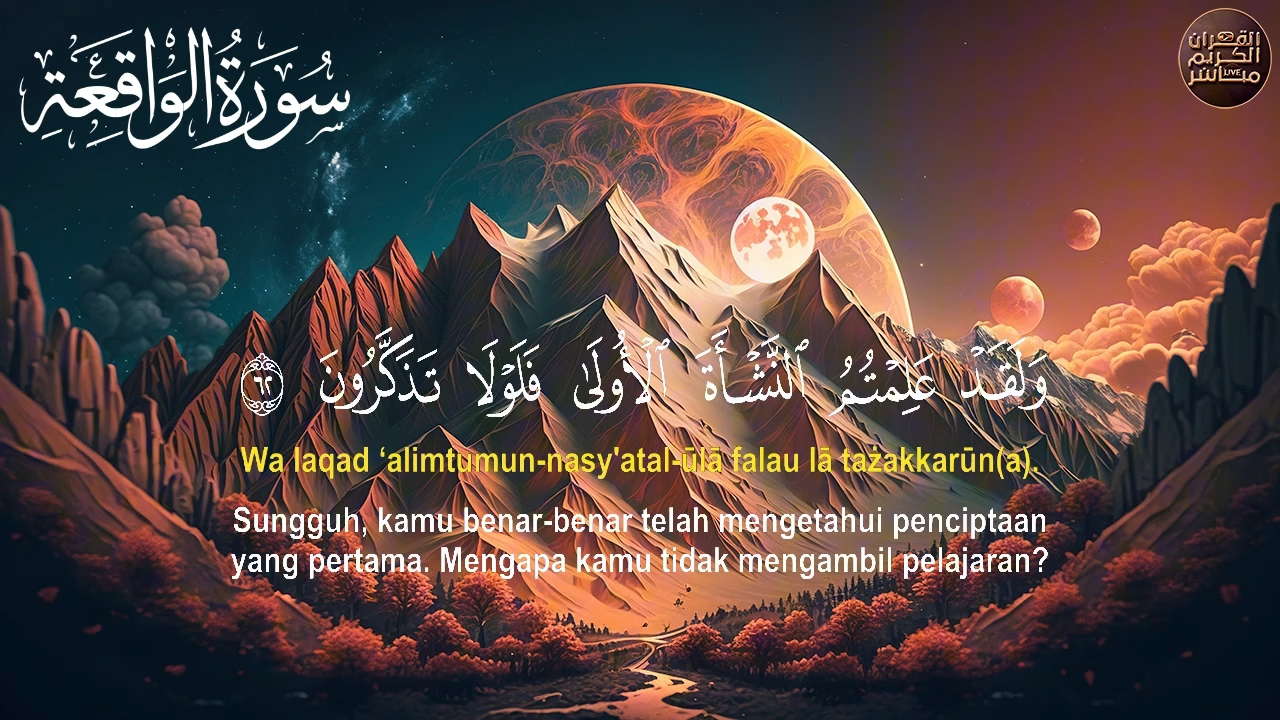 سُورَةُ الْوَاقِعَةِ
القرآن
الكريم
مباشر
LIVE
وَلَقَدْ عَلِمْتُمُ ٱلنَّشْأَةَ ٱلْأُولَىٰ فَلَوْلَا تَذَكَّرُونَ ٦٢
Wa laqad ‘alimtumun-nasy'atal-ūlā falau lā tażakkarūn(a).
Sungguh, kamu benar-benar telah mengetahui penciptaan
yang pertama. Mengapa kamu tidak mengambil pelajaran?